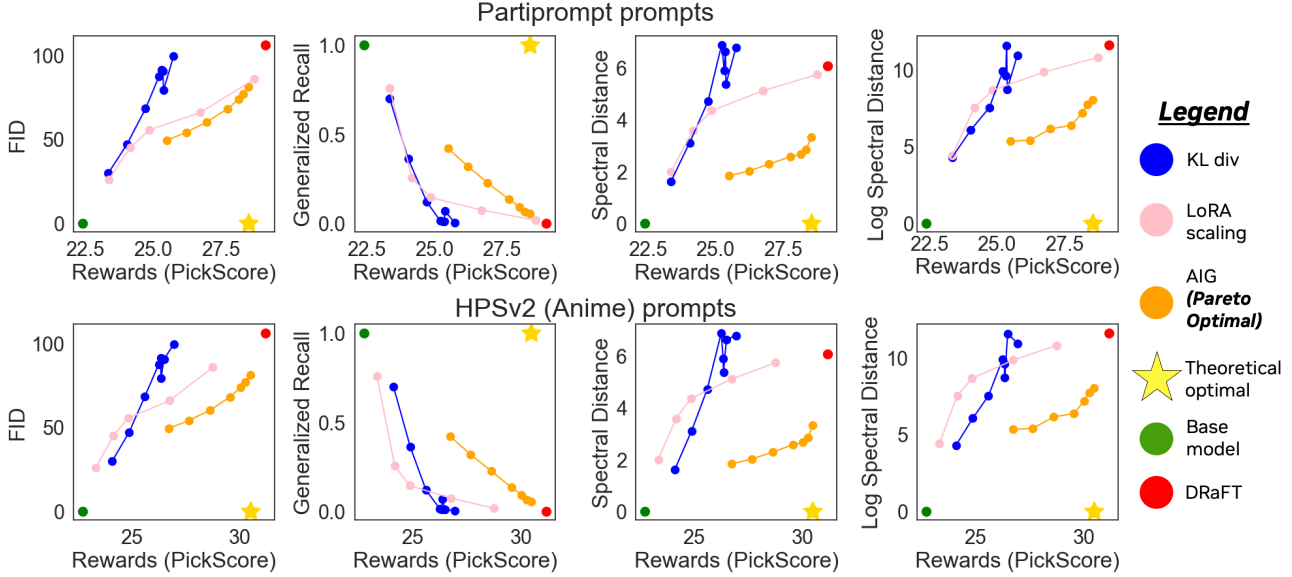 Partiprompt prompts
100
50
0
FID
22.5 25.0 27.5
Rewards (PickScore)
1.0
0.5
0.0
Generalized Recall
22.5 25.0 27.5
Rewards (PickScore)
6
4
2
0
Spectral Distance
22.5 25.0 27.5
Rewards (PickScore)
10
5
0
Log Spectral Distance
22.5 25.0 27.5
Rewards (PickScore)
HPSv2 (Anime) prompts
100
50
0
FID
25 30
Rewards (PickScore)
1.0
0.5
0.0
Generalized Recall
25 30
Rewards (PickScore)
6
4
2
0
Spectral Distance
25 30
Rewards (PickScore)
10
5
0
Log Spectral Distance
25 30
Rewards (PickScore)
Legend
KL div
LoRA
scaling
AIG
(Pareto
Optimal)
Theoretical
optimal
Base
model
DRaFT